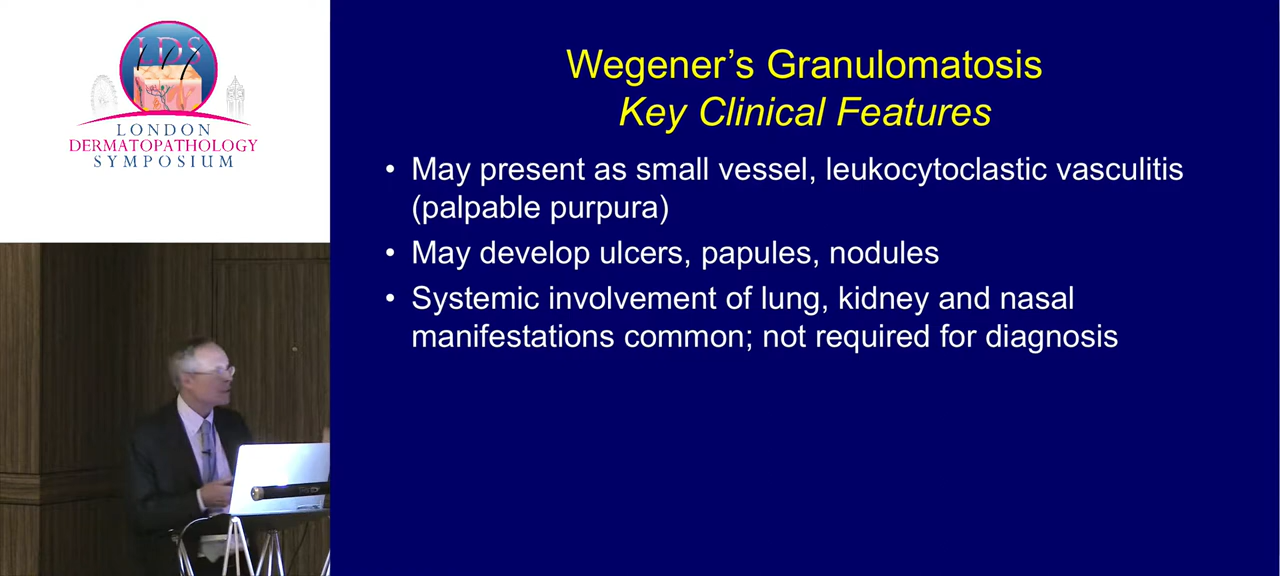 LDS
LONDON
DERMATOPATHOLOGY
SYMPOSIUM
Wegener’s Granulomatosis
Key Clinical Features
• May present as small vessel, leukocytoclastic vasculitis
(palpable purpura)
• May develop ulcers, papules, nodules
• Systemic involvement of lung, kidney and nasal
manifestations common; not required for diagnosis